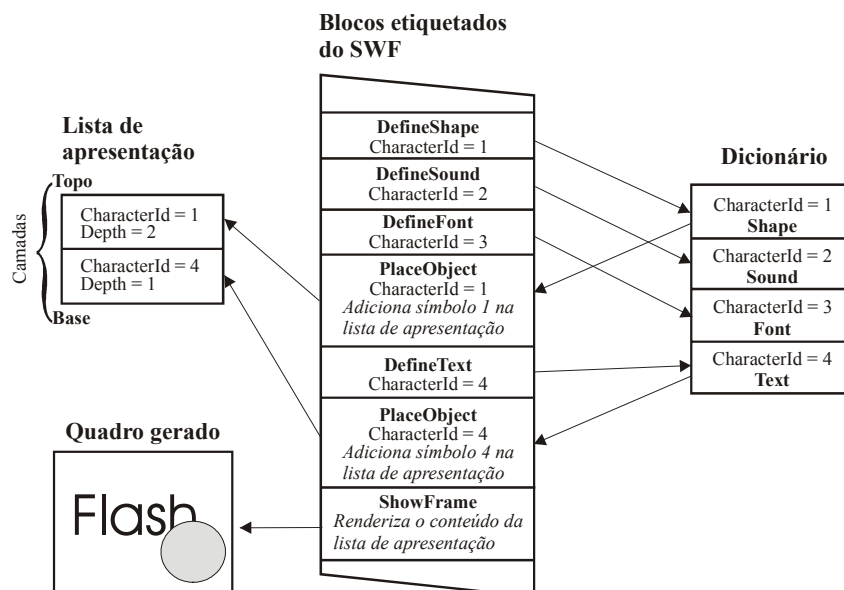 Blocos etiquetados
do SWF
Lista de
apresentação
Camadas
Topo
CharacterId = 1
Depth = 2
CharacterId = 4
Depth = 1
Base
DefineShape
CharacterId = 1
DefineSound
CharacterId = 2
DefineFont
CharacterId = 3
PlaceObject
CharacterId = 1
Adiciona símbolo 1 na
lista de apresentação
DefineText
CharacterId = 4
PlaceObject
CharacterId = 4
Adiciona símbolo 4 na
lista de apresentação
ShowFrame
Renderiza o conteúdo da
lista de apresentação
Dicionário
CharacterId = 1
Shape
CharacterId = 2
Sound
CharacterId = 3
Font
CharacterId = 4
Text
Quadro gerado
Flash